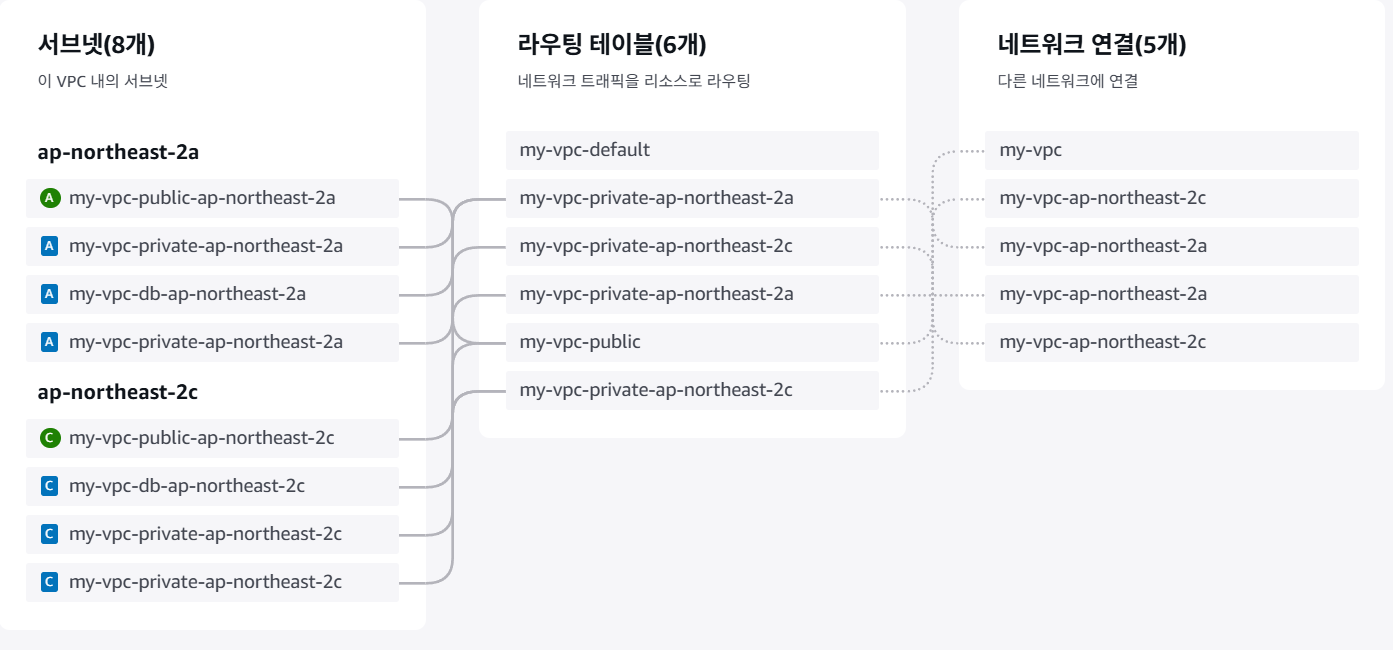 서브넷(8개)
이 VPC 내의 서브넷
ap-northeast-2a
A my-vpc-public-ap-northeast-2a
A my-vpc-private-ap-northeast-2a
A my-vpc-db-ap-northeast-2a
A my-vpc-private-ap-northeast-2a
ap-northeast-2c
C my-vpc-public-ap-northeast-2c
C my-vpc-db-ap-northeast-2c
C my-vpc-private-ap-northeast-2c
C my-vpc-private-ap-northeast-2c
라우팅 테이블(6개)
네트워크 트래픽을 리소스로 라우팅
my-vpc-default
my-vpc-private-ap-northeast-2a
my-vpc-private-ap-northeast-2c
my-vpc-private-ap-northeast-2a
my-vpc-public
my-vpc-private-ap-northeast-2c
네트워크 연결(5개)
다른 네트워크에 연결
my-vpc
my-vpc-ap-northeast-2c
my-vpc-ap-northeast-2a
my-vpc-ap-northeast-2a
my-vpc-ap-northeast-2c